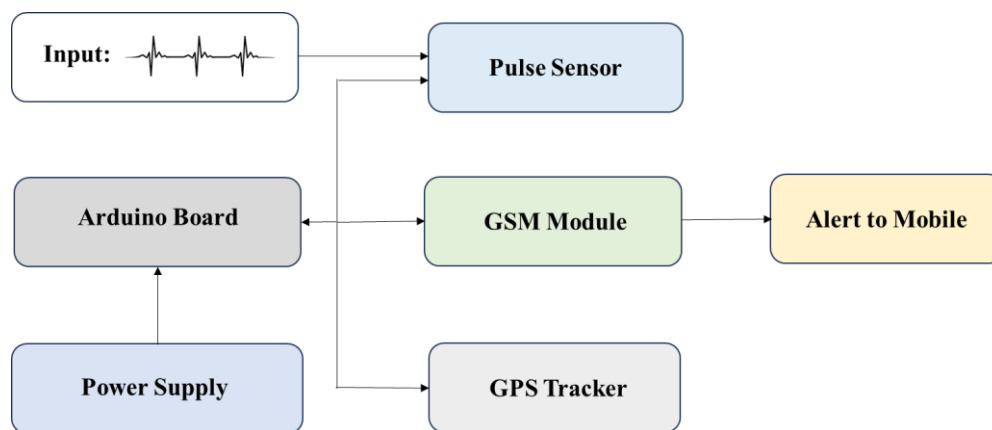 Input:
Pulse Sensor
Arduino Board
GSM Module
Alert to Mobile
Power Supply
GPS Tracker